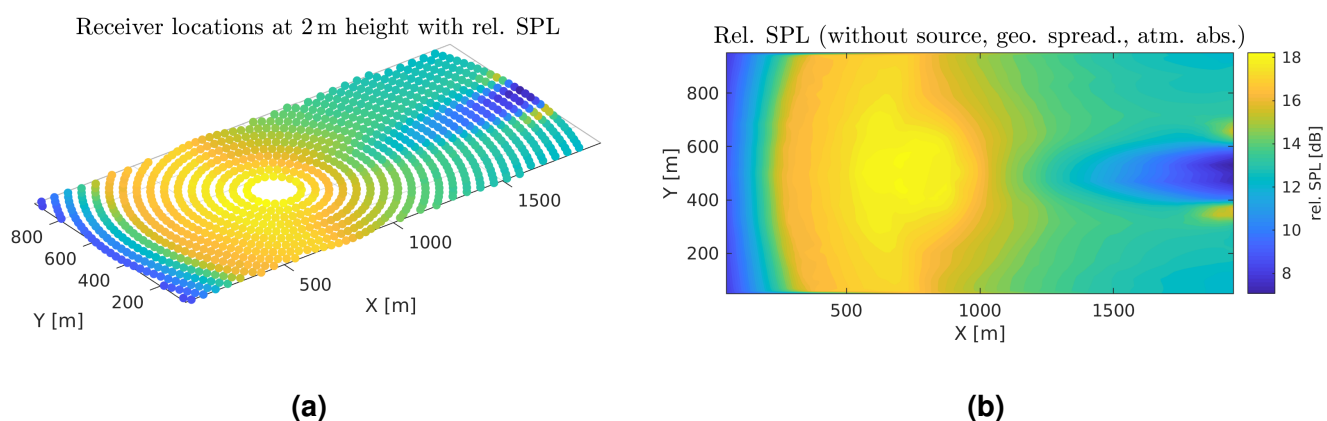 Receiver locations at 2 m height with rel. SPL
800
600
400
200
Y [m]
500
1000
1500
X [m]
(a)
Rel. SPL (without source, geo. spread., atm. abs.)
800
600
400
200
Y [m]
500
1000
1500
X [m]
18
16
14
12
10
8
rel. SPL [dB]
(b)